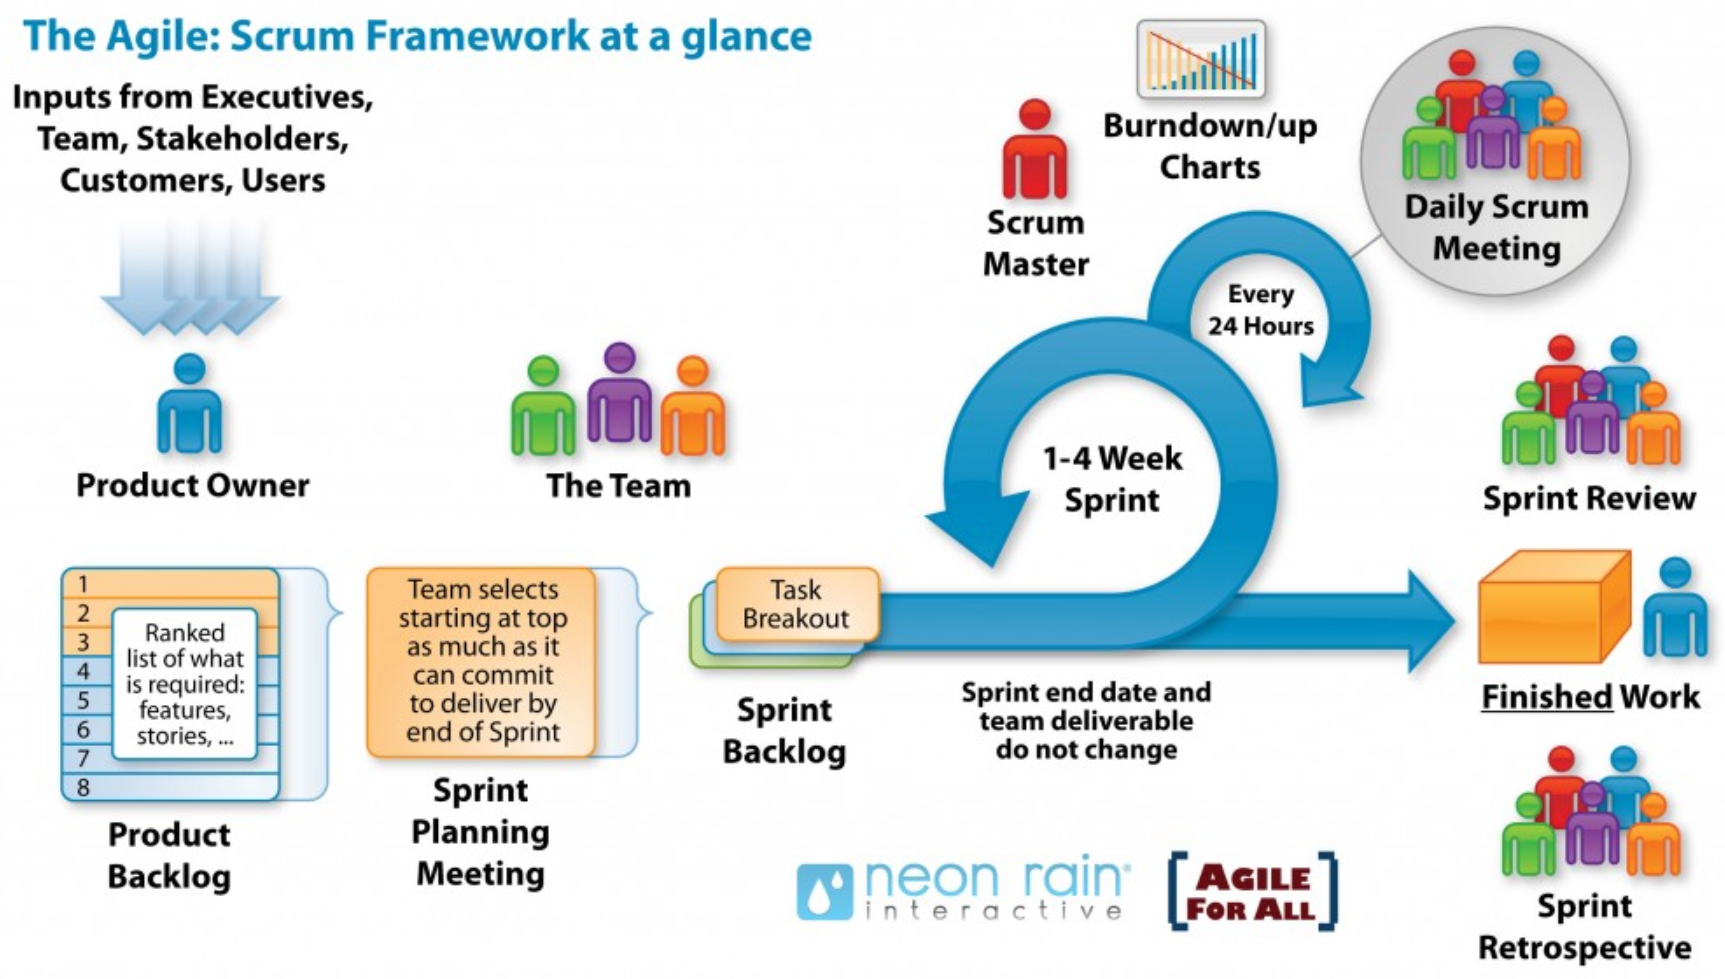 The Agile: Scrum Framework at a glance
Inputs from Executives,
Team, Stakeholders,
Customers, Users
Product Owner
The Team
Scrum
Master
Burndown/up
Charts
Daily Scrum
Meeting
Every
24 Hours
1-4 Week
Sprint
Sprint Review
1
2
3
4
5
6
7
8
Ranked
list of what
is required:
features,
stories, ...
Product
Backlog
Team selects
starting at top
as much as it
can commit
to deliver by
end of Sprint
Sprint
Planning
Meeting
Task
Breakout
Sprint
Backlog
Sprint end date and
team deliverable
do not change
Finished Work
Sprint
Retrospective
neon rain®
interactive
AGILE
FOR ALL